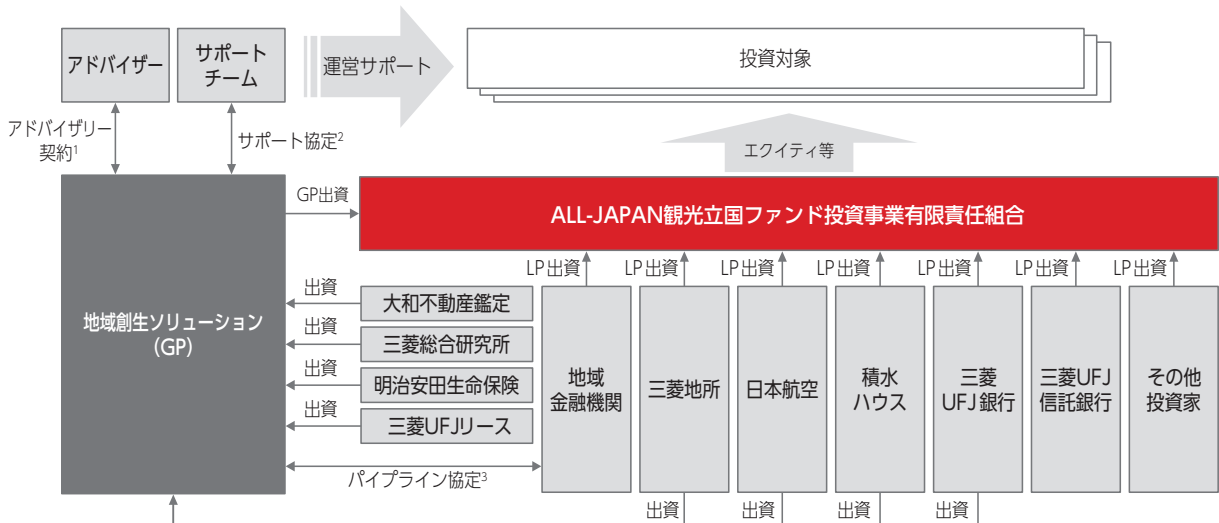 アドバイザー
サポート
チーム
運営サポート
投資対象
アドバイザリー
契約1
サポート協定2
エクイティ等
GP出資
ALL-JAPAN観光立国ファンド投資事業有限責任組合
LP出資
LP出資
LP出資
LP出資
LP出資
LP出資
LP出資
地域創生ソリューション
(GP)
出資
大和不動産鑑定
出資
三菱総合研究所
出資
明治安田生命保険
出資
三菱UFJリース
パイプライン協定3
地域
金融機関
三菱地所
日本航空
積水
ハウス
三菱
UFJ銀行
三菱UFJ
信託銀行
その他
投資家
出資
出資
出資
出資